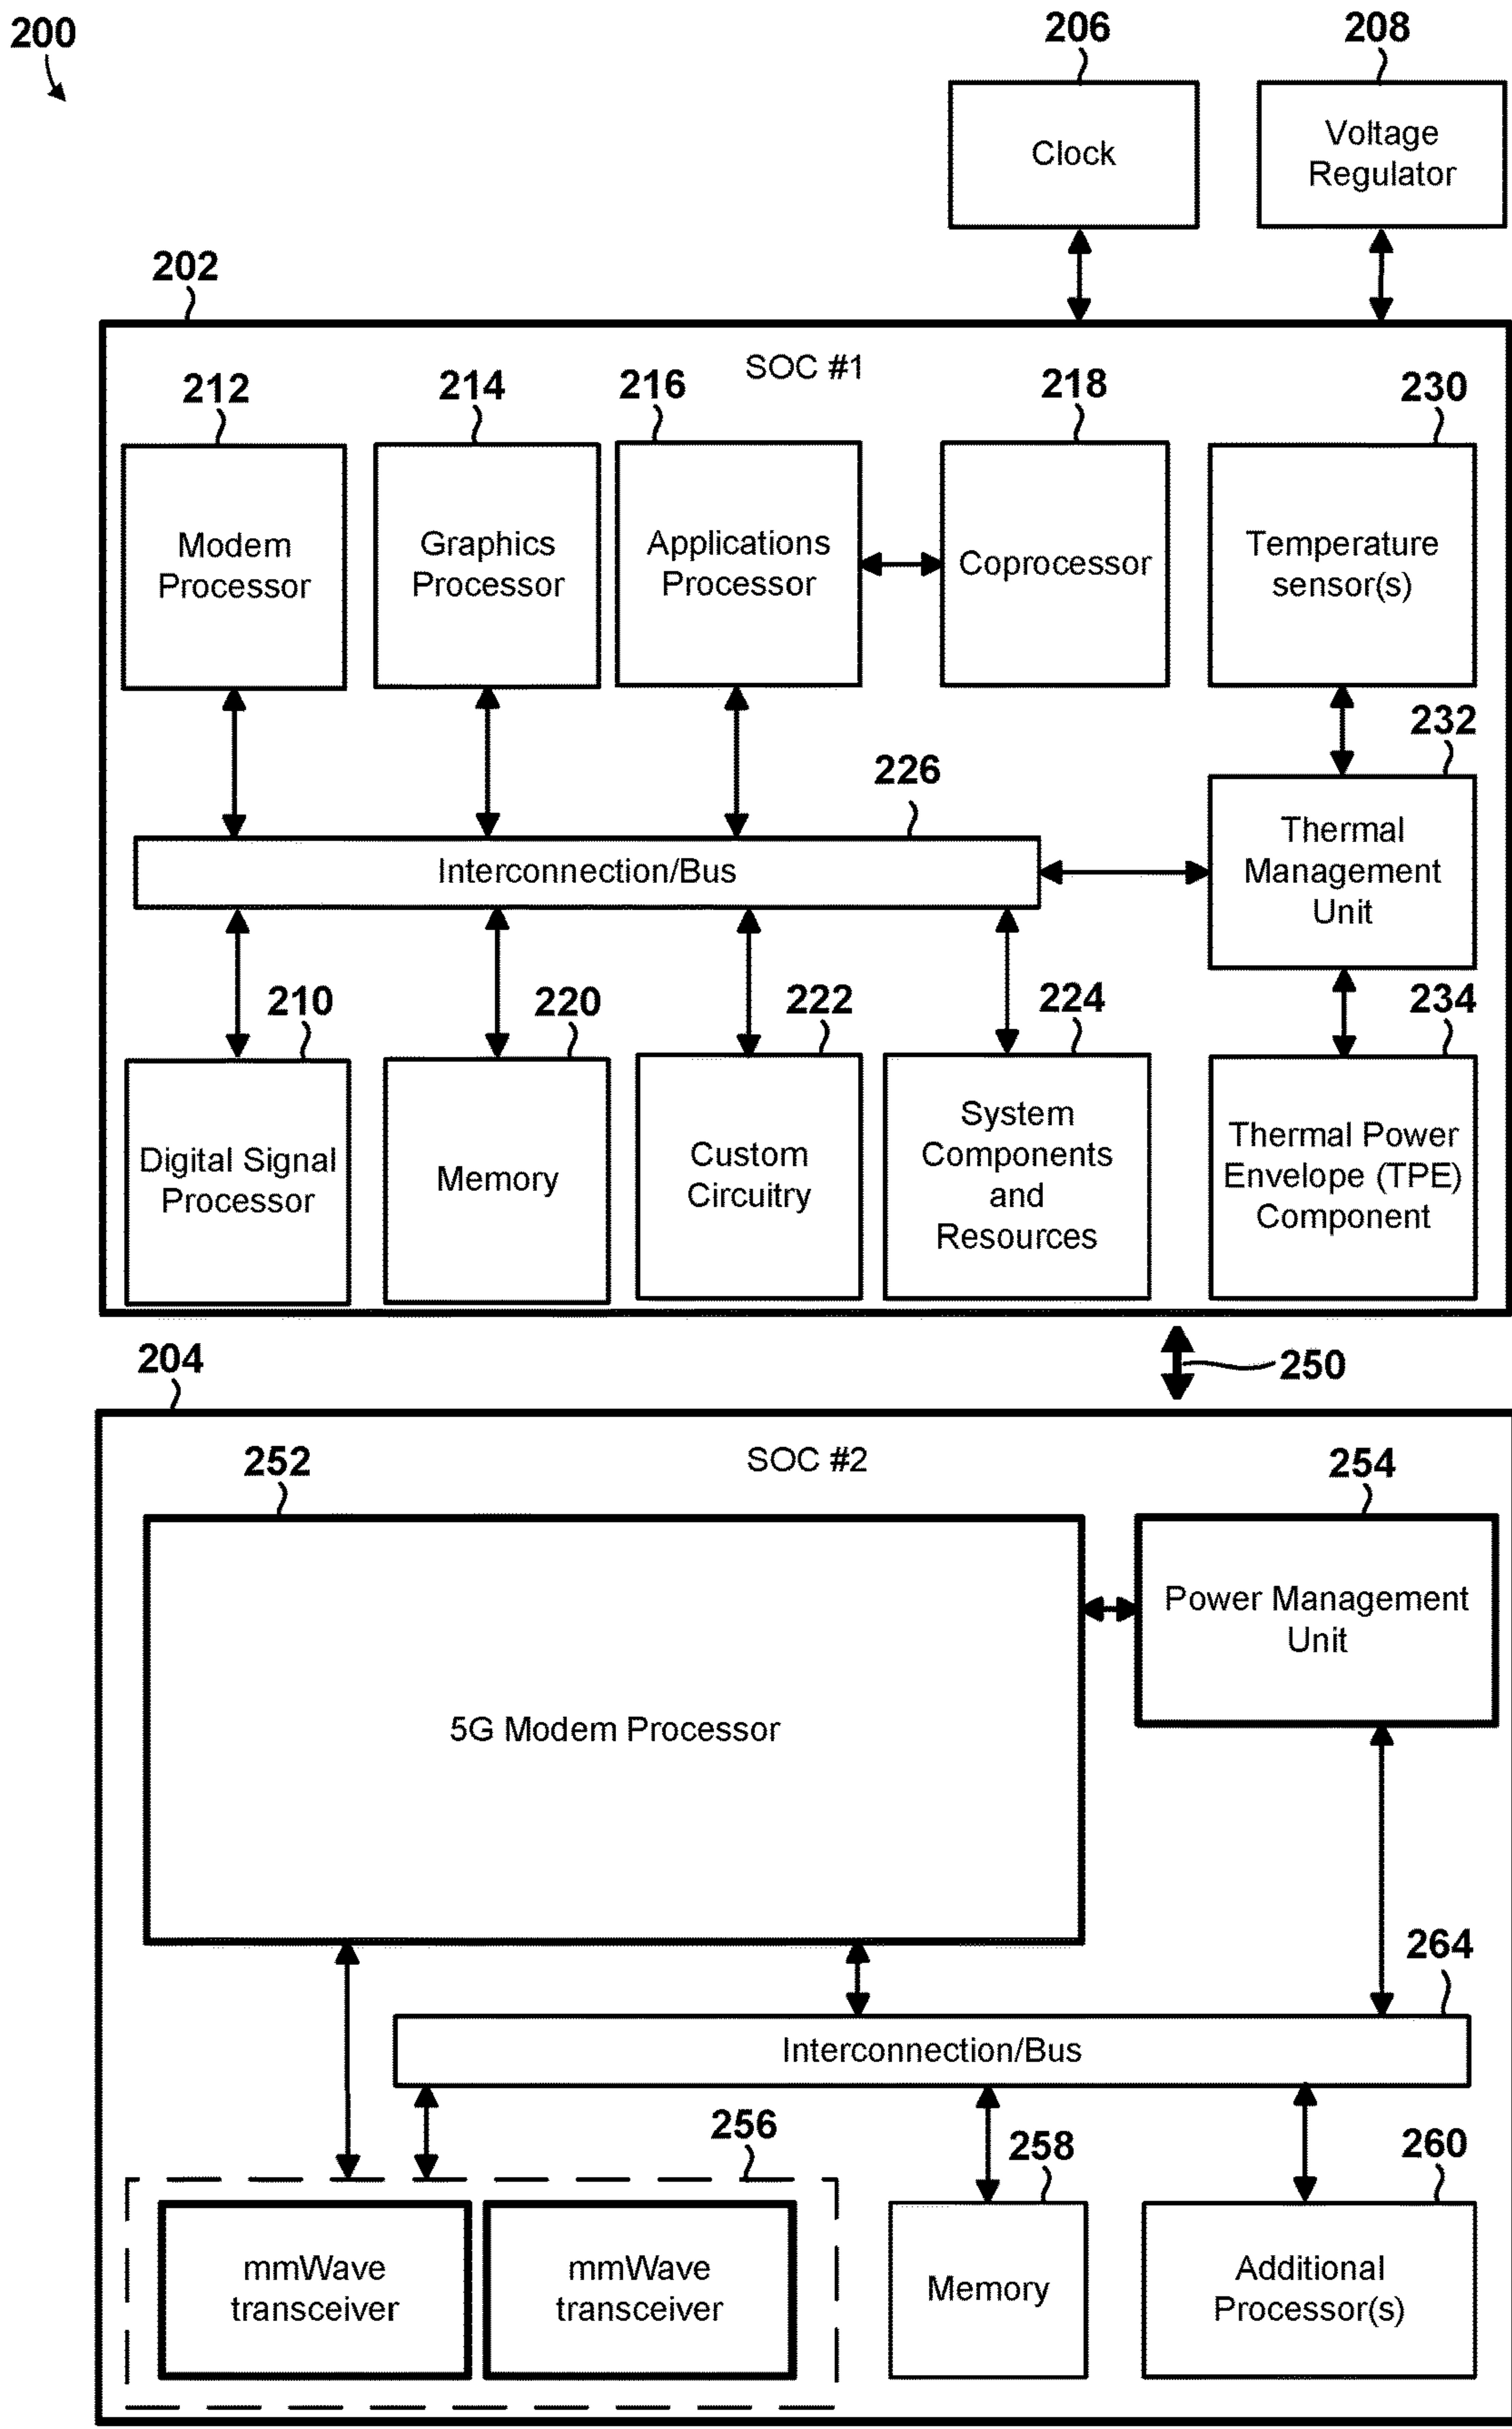 200
206
208
Clock
Voltage
Regulator
202
SOC #1
212
214
216
218
230
Modem
Processor
Graphics
Processor
Applications
Processor
Coprocessor
Temperature
sensor(s)
232
226
Interconnection/Bus
Thermal
Management
Unit
210
220
222
224
234
Digital Signal
Processor
Memory
Custom
Circuitry
System
Components
and
Resources
Thermal Power
Envelope (TPE)
Component
204
250
SOC #2
252
254
5G Modem Processor
Power Management
Unit
264
Interconnection/Bus
256
258
260
mmWave
transceiver
mmWave
transceiver
Memory
Additional
Processor(s)